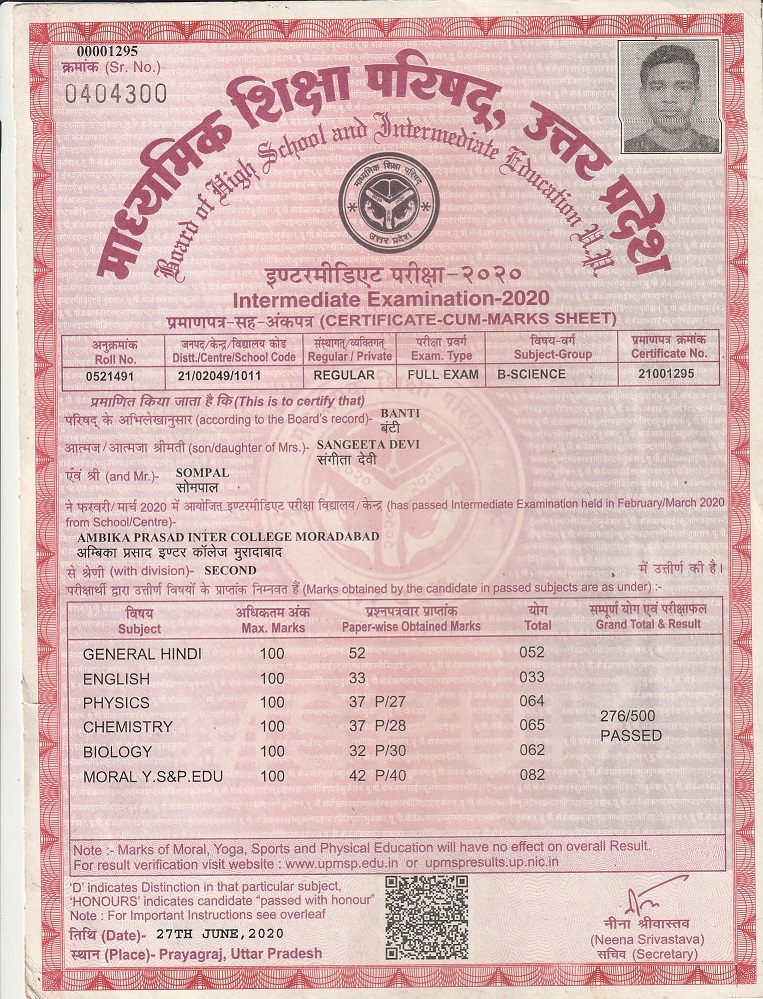 00001295
क्रमांक (Sr. No.)
0404300
माध्यमिक शिक्षा परिषद्, उत्तर प्रदेश
Board of High School and Intermediate Education U.P.
माध्यमिक शिक्षा परिषद्
उत्तर प्रदेश
इण्टरमीडिएट परीक्षा-२०२०
Intermediate Examination-2020
प्रमाणपत्र-सह-अंकपत्र (CERTIFICATE-CUM-MARKS SHEET)
अनुक्रमांक जनपद/केन्द्र/विद्यालय कोड संस्थागत/व्यक्तिगत परीक्षा प्रवर्ग विषय-वर्ग प्रमाणपत्र क्रमांक
Roll No. Distt./Centre/School Code Regular / Private Exam. Type Subject-Group Certificate No.
0521491 21/02049/1011 REGULAR FULL EXAM B-SCIENCE 21001295
प्रमाणित किया जाता है कि (This is to certify that)
परिषद् के अभिलेखानुसार (according to the Board's record)- BANTI
बंटी
आत्मज/आत्मजा श्रीमती (son/daughter of Mrs.)- SANGEETA DEVI
संगीता देवी
एंवं श्री (and Mr.)- SOMPAL
सोमपाल
ने फरवरी/मार्च 2020 में आयोजित इण्टरमीडिएट परीक्षा विद्यालय/केन्द्र (has passed Intermediate Examination held in February/March 2020
from School/Centre)-
AMBIKA PRASAD INTER COLLEGE MORADABAD
अम्बिका प्रसाद इण्टर कॉलेज मुरादाबाद
से श्रेणी (with division)- SECOND में उत्तीर्ण की है।
परीक्षार्थी द्वारा उत्तीर्ण विषयों के प्राप्तांक निम्नवत हैं (Marks obtained by the candidate in passed subjects are as under) :-
विषय अधिकतम अंक प्रश्नपत्रवार प्राप्तांक योग सम्पूर्ण योग एवं परीक्षाफल
Subject Max. Marks Paper-wise Obtained Marks Total Grand Total & Result
GENERAL HINDI 100 52 052
ENGLISH 100 33 033
PHYSICS 100 37 P/27 064
276/500
CHEMISTRY 100 37 P/28 065
PASSED
BIOLOGY 100 32 P/30 062
MORAL Y.S&P.EDU 100 42 P/40 082
Note :- Marks of Moral, Yoga, Sports and Physical Education will have no effect on overall Result.
For result verification visit website : www.upmsp.edu.in or upmspresults.up.nic.in
'D' indicates Distinction in that particular subject,
'HONOURS' indicates candidate "passed with honour"
Note : For Important Instructions see overleaf
तिथि (Date)- 27TH JUNE,2020
स्थान (Place)- Prayagraj, Uttar Pradesh
नीना श्रीवास्तव
(Neena Srivastava)
सचिव (Secretary)